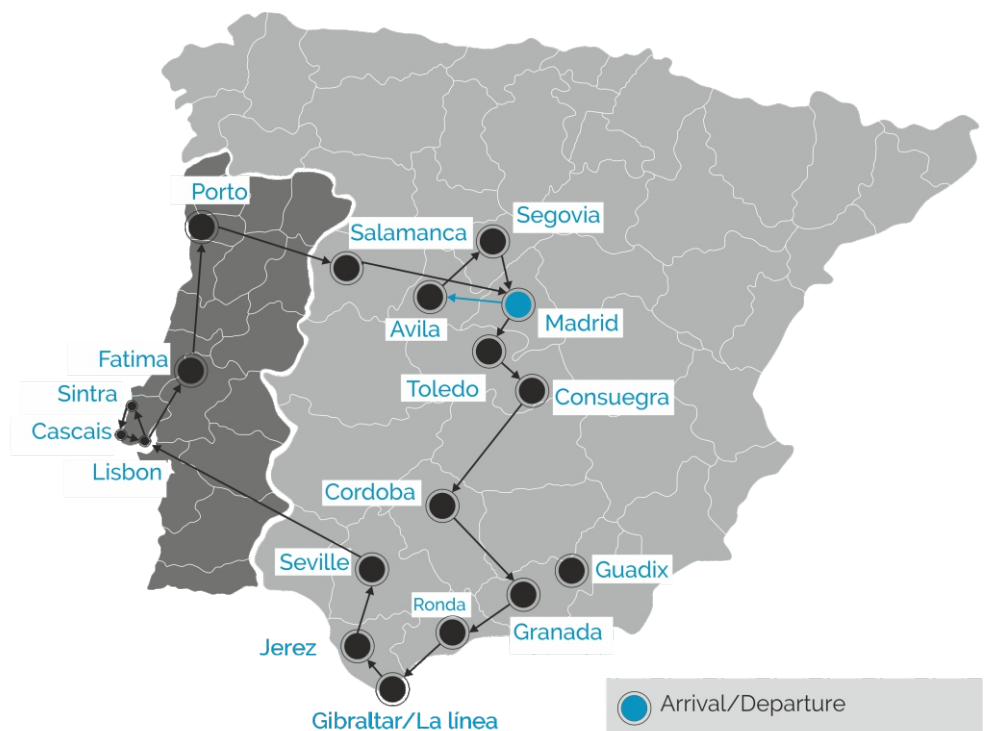 Porto
Segovia
Salamanca
Avila
Madrid
Fatima
Toledo
Sintra
Consuegra
Cascais
Lisbon
Cordoba
Seville
Guadix
Ronda
Granada
Jerez
Gibraltar/La línea
Arrival/Departure